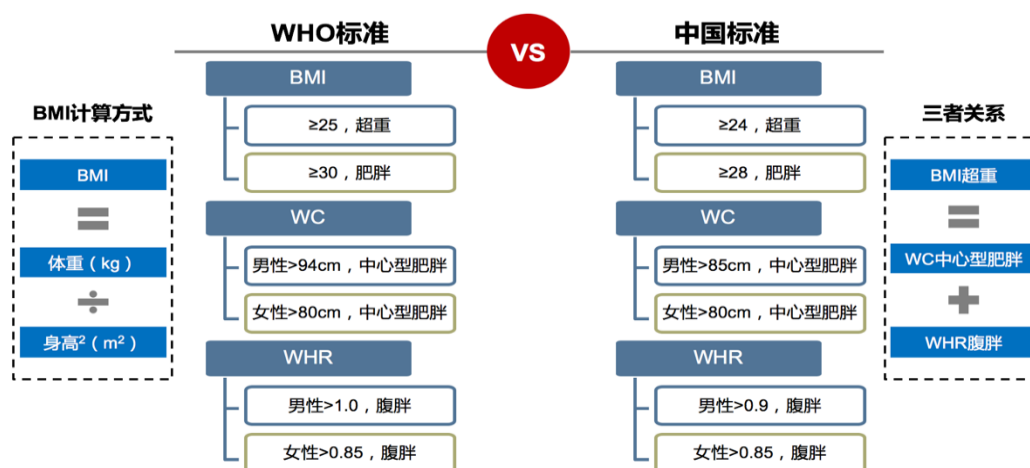 WHO标准
VS
中国标准
BMI计算方式
BMI
=
体重（kg）
÷
身高²（m²）
BMI
≥25，超重
≥30，肥胖
WC
男性>94cm，中心型肥胖
女性>80cm，中心型肥胖
WHR
男性>1.0，腹胖
女性>0.85，腹胖
BMI
≥24，超重
≥28，肥胖
WC
男性>85cm，中心型肥胖
女性>80cm，中心型肥胖
WHR
男性>0.9，腹胖
女性>0.85，腹胖
三者关系
BMI超重
=
WC中心型肥胖
+
WHR腹胖